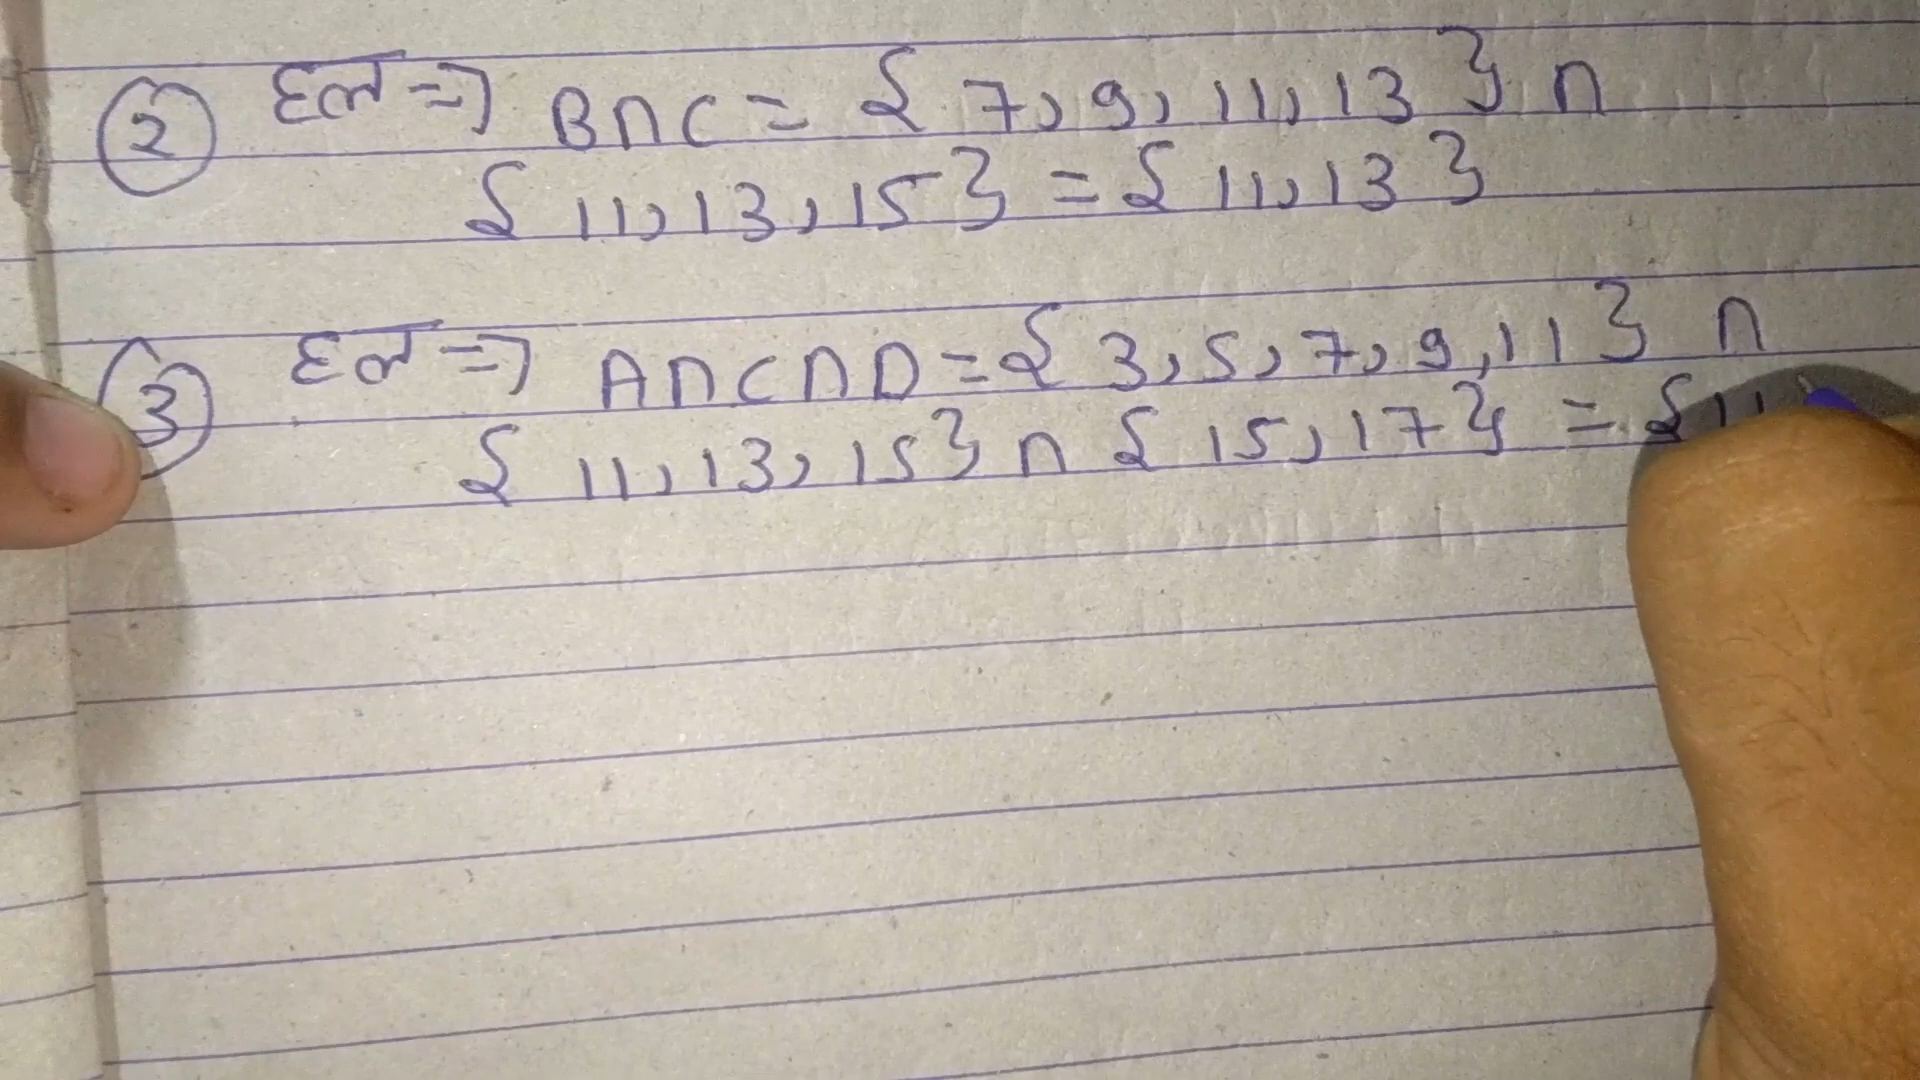 ② हल => B∩C = { 7, 9, 11, 13 } ∩
{ 11, 13, 15 } = { 11, 13 }
③ हल => A∩C∩D = { 3, 5, 7, 9, 11 } ∩
{ 11, 13, 15 } ∩ { 15, 17 } = { 11